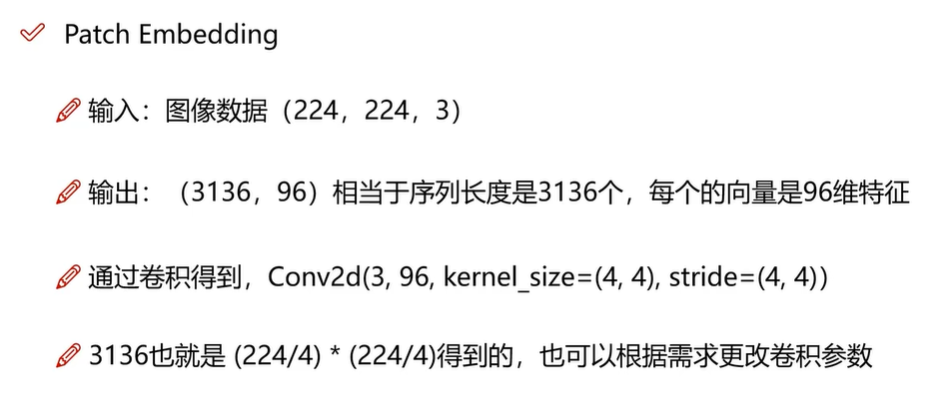 Patch Embedding
输入：图像数据（224，224，3）
输出：（3136，96）相当于序列长度是3136个，每个的向量是96维特征
通过卷积得到，Conv2d(3, 96, kernel_size=(4, 4), stride=(4, 4))
3136也就是 (224/4) * (224/4)得到的，也可以根据需求更改卷积参数